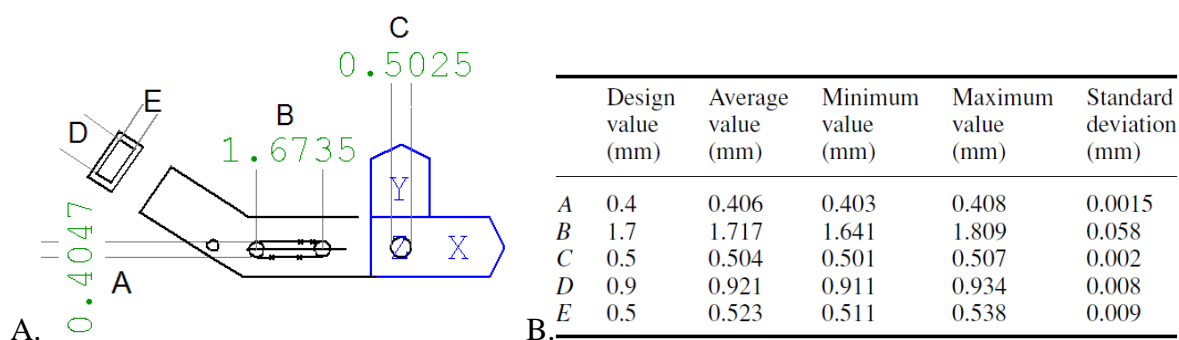 C
0.5025
E
D
B
1.6735
Y
Z
X
0.4047
A
A.
B.
Design Average Minimum Maximum Standard
value value value value deviation
(mm) (mm) (mm) (mm) (mm)
A 0.4 0.406 0.403 0.408 0.0015
B 1.7 1.717 1.641 1.809 0.058
C 0.5 0.504 0.501 0.507 0.002
D 0.9 0.921 0.911 0.934 0.008
E 0.5 0.523 0.511 0.538 0.009